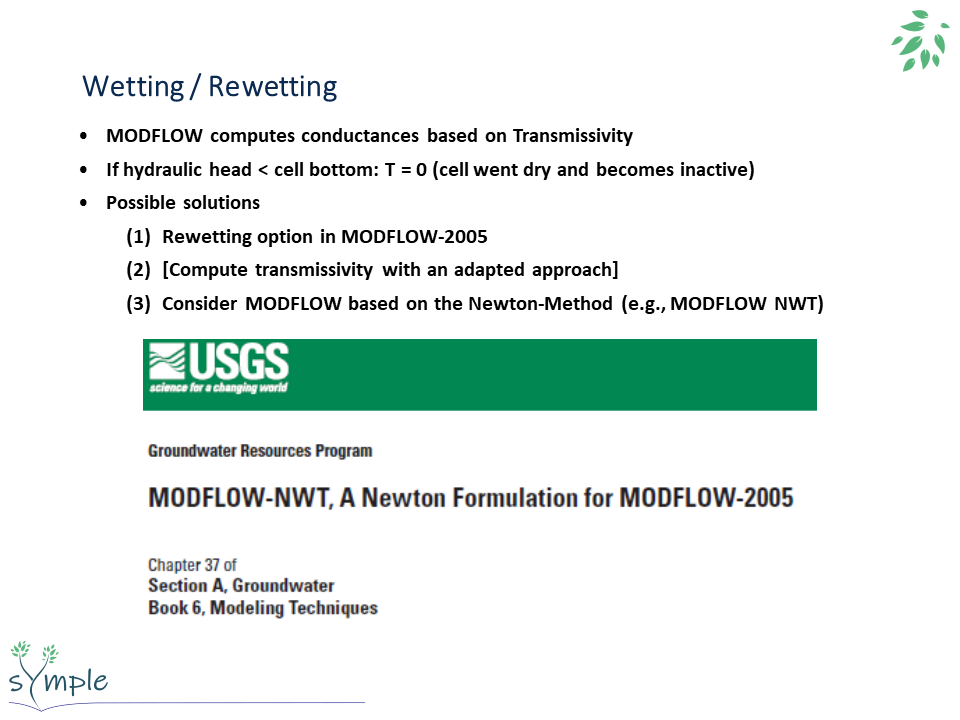 Wetting / Rewetting
• MODFLOW computes conductances based on Transmissivity
• If hydraulic head < cell bottom: T = 0 (cell went dry and becomes inactive)
• Possible solutions
(1) Rewetting option in MODFLOW-2005
(2) [Compute transmissivity with an adapted approach]
(3) Consider MODFLOW based on the Newton-Method (e.g., MODFLOW NWT)
USGS
science for a changing world
Groundwater Resources Program
MODFLOW-NWT, A Newton Formulation for MODFLOW-2005
Chapter 37 of
Section A, Groundwater
Book 6, Modeling Techniques
sYmple